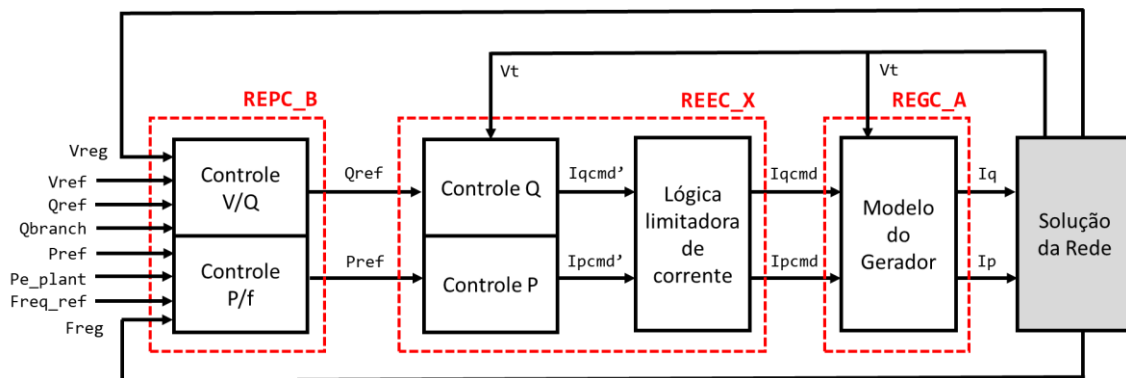 Vt
Vt
REPC_B
REEC_X
REGC_A
Vreg
Vref
Qref
Qbranch
Pref
Pe_plant
Freq_ref
Freg
Controle
V/Q
Controle
P/f
Qref
Pref
Controle Q
Controle P
Iqcmd’
Ipcmd’
Lógica
limitadora
de
corrente
Iqcmd
Ipcmd
Modelo
do
Gerador
Iq
Ip
Solução
da Rede